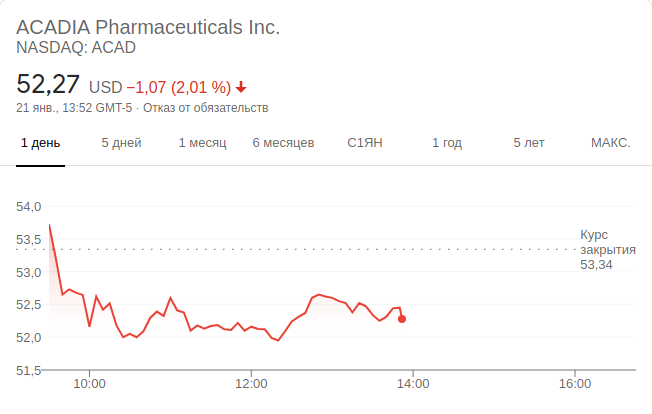 ACADIA Pharmaceuticals Inc.
NASDAQ: ACAD
52,27 USD −1,07 (2,01 %)
21 янв., 13:52 GMT-5 · Отказ от обязательств
1 день 5 дней 1 месяц 6 месяцев С1ЯН 1 год 5 лет МАКС.
54,0
53,5
53,0
52,5
52,0
51,5
Курс
закрытия
53,34
10:00 12:00 14:00 16:00